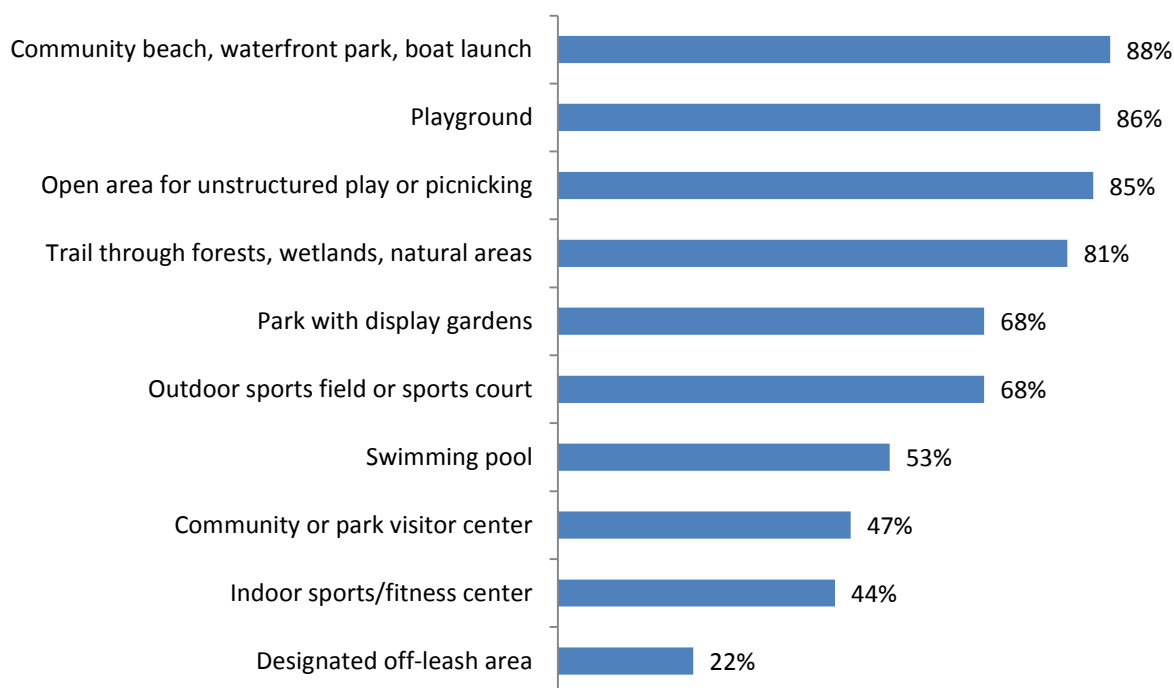 Community beach, waterfront park, boat launch 88%
Playground 86%
Open area for unstructured play or picnicking 85%
Trail through forests, wetlands, natural areas 81%
Park with display gardens 68%
Outdoor sports field or sports court 68%
Swimming pool 53%
Community or park visitor center 47%
Indoor sports/fitness center 44%
Designated off-leash area 22%